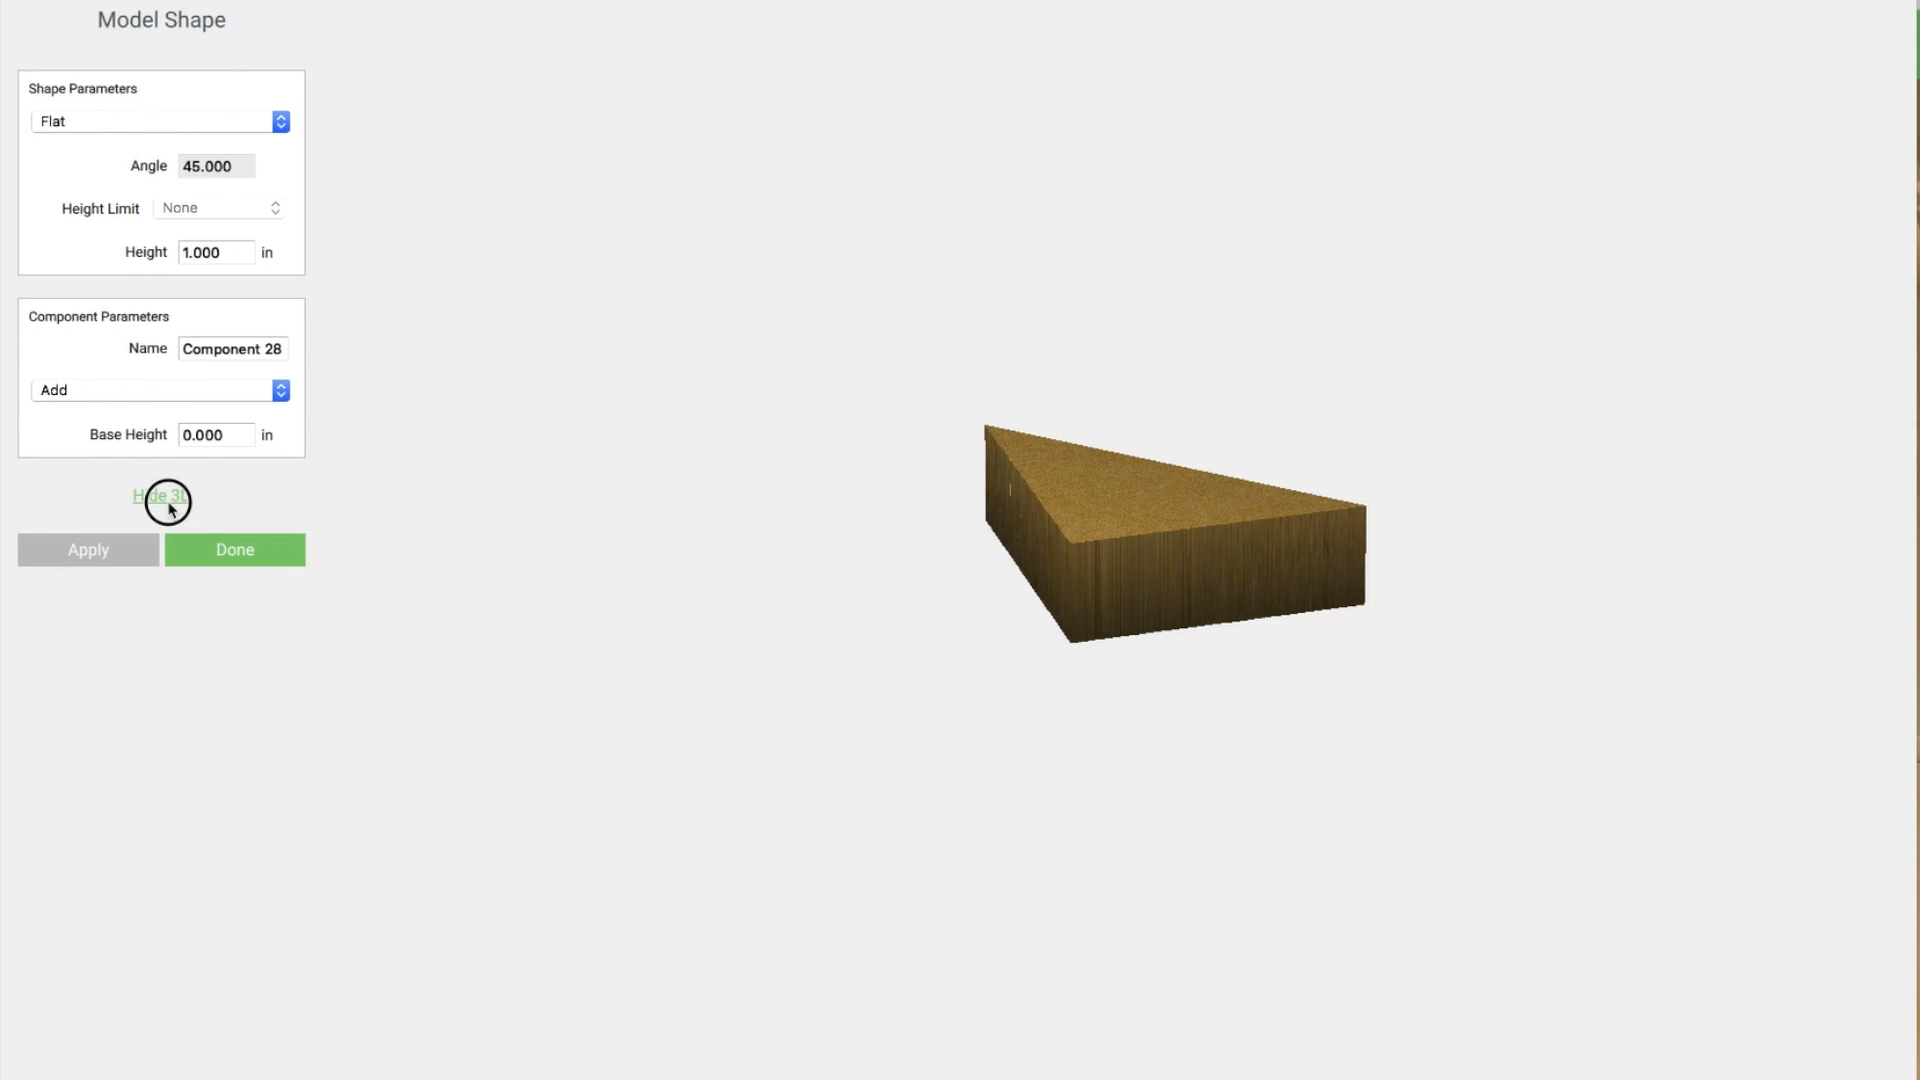 Model Shape
Shape Parameters
Flat
Angle 45.000
Height Limit None
Height 1.000 in
Component Parameters
Name Component 28
Add
Base Height 0.000 in
Hide
Apply Done